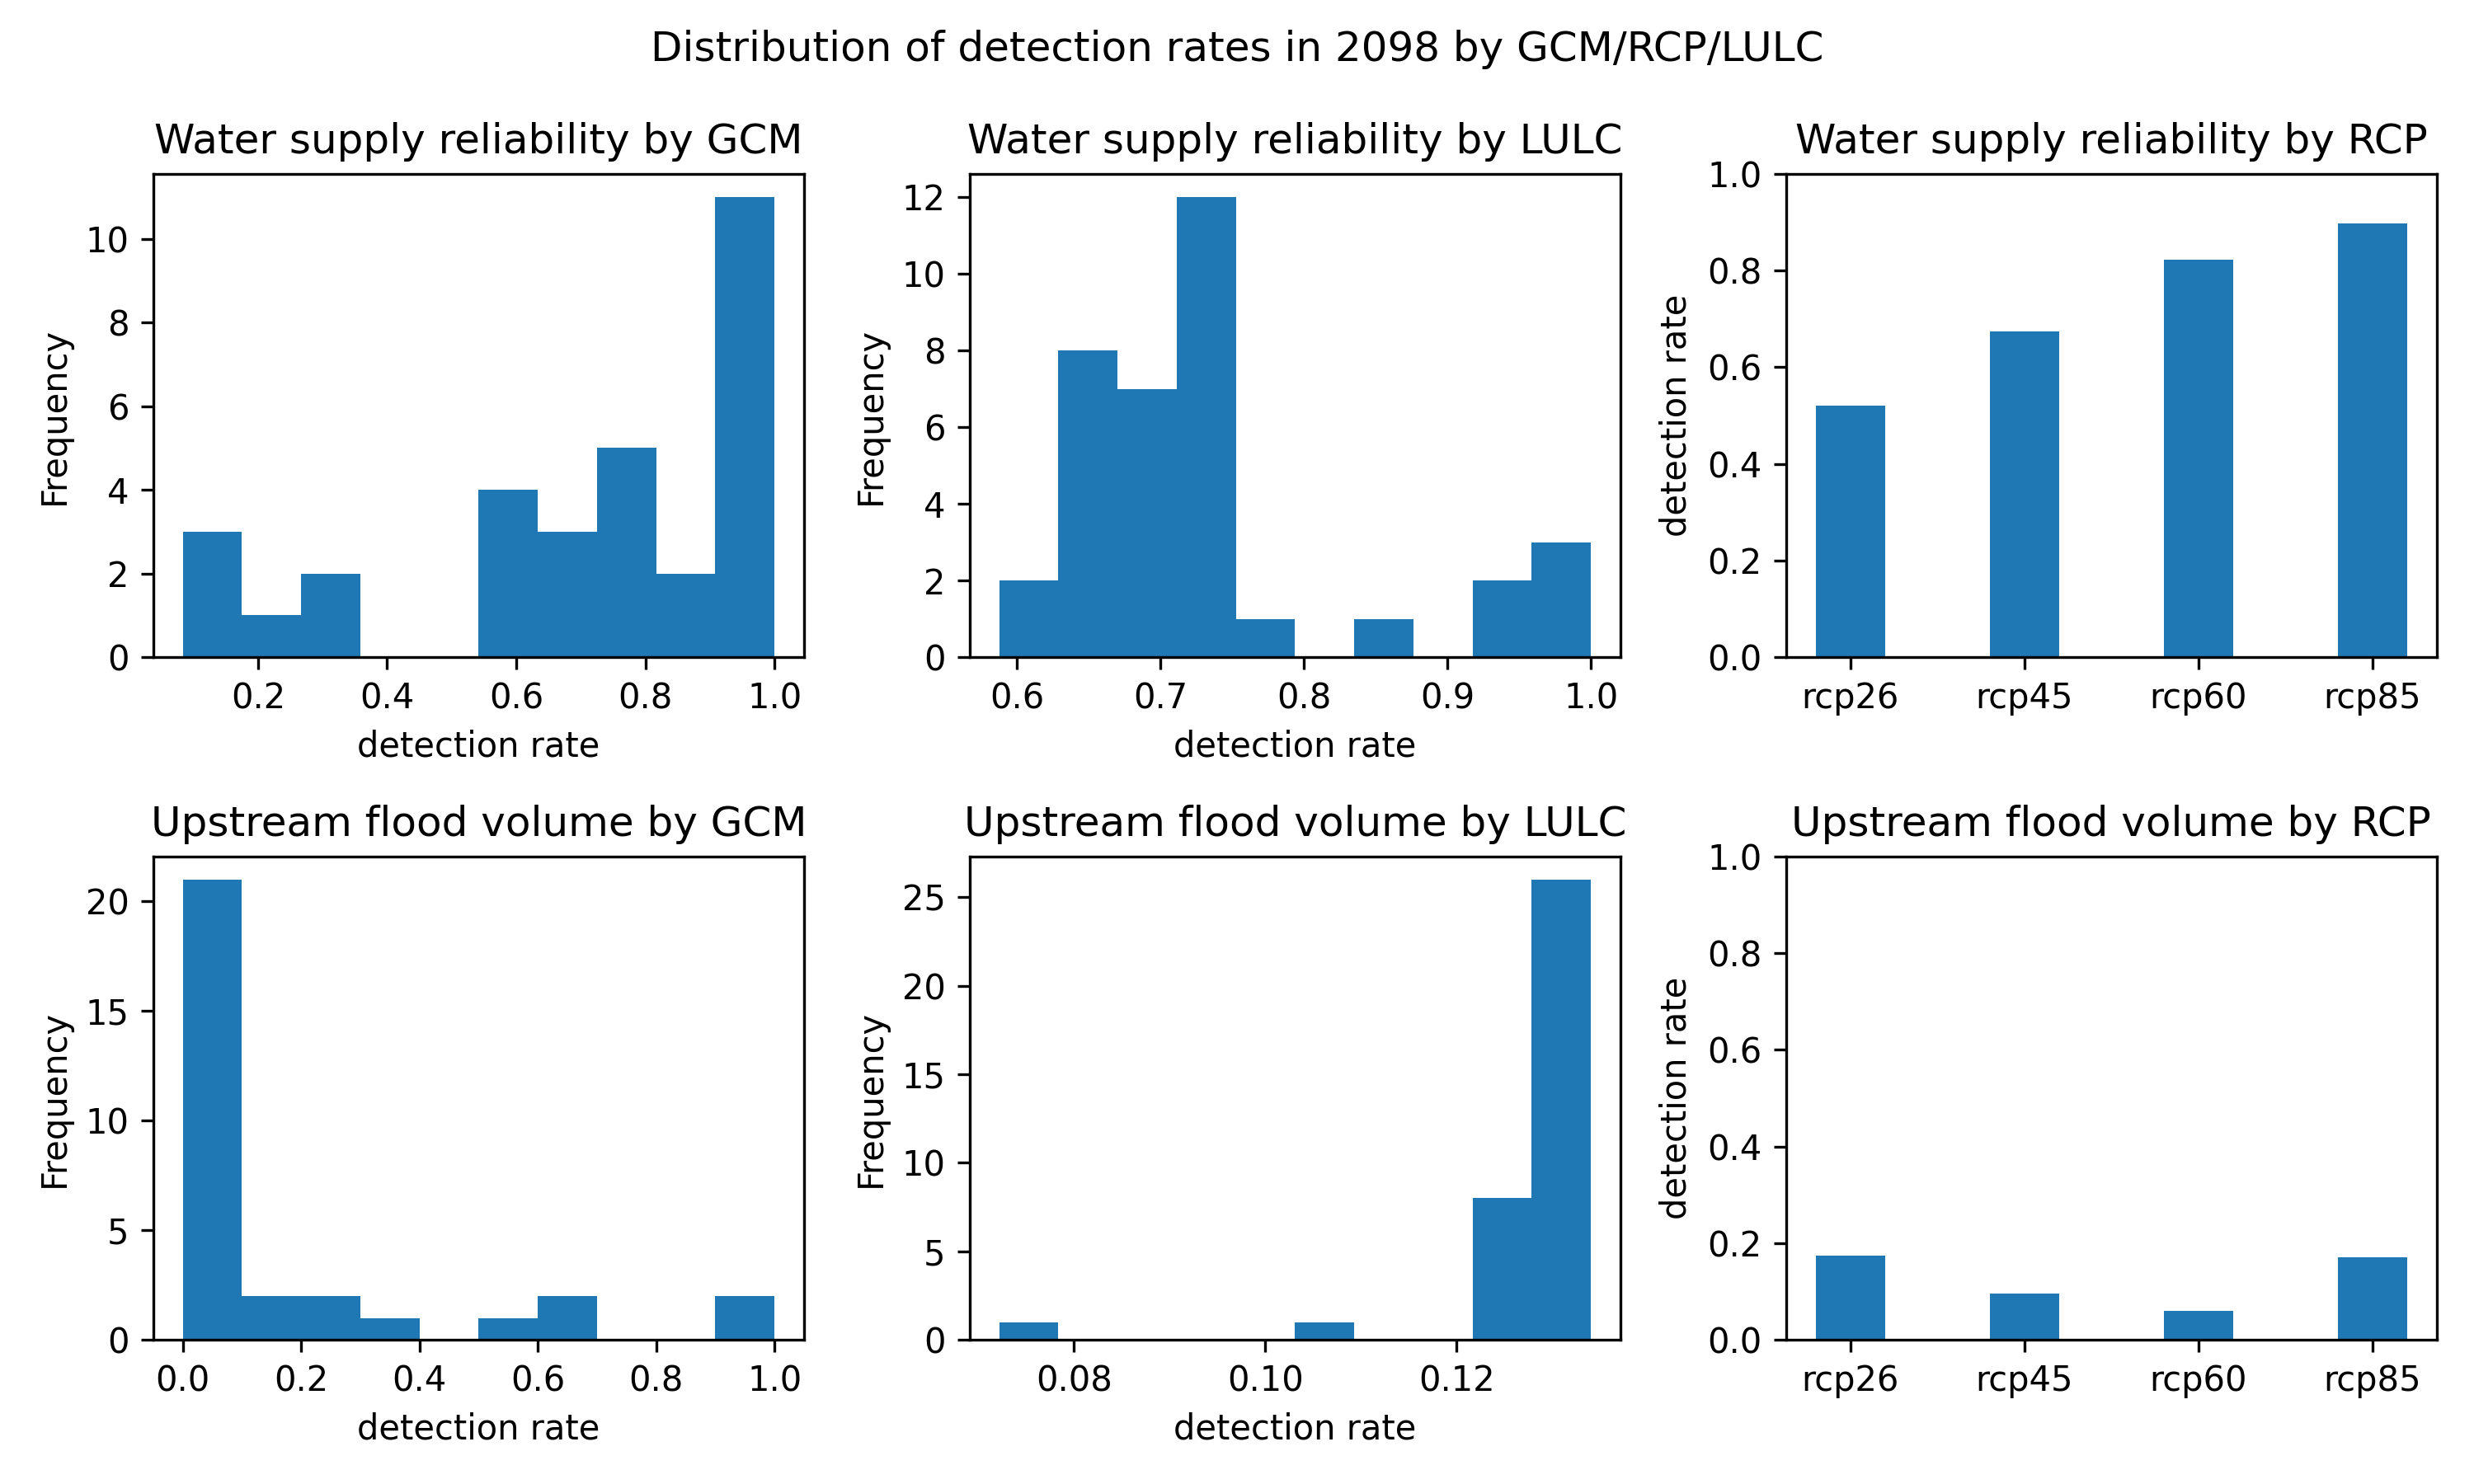 Distribution of detection rates in 2098 by GCM/RCP/LULC
Water supply reliability by GCM
Frequency
10
8
6
4
2
0
0.2 0.4 0.6 0.8 1.0
detection rate
Water supply reliability by LULC
Frequency
12
10
8
6
4
2
0
0.6 0.7 0.8 0.9 1.0
detection rate
Water supply reliability by RCP
detection rate
1.0
0.8
0.6
0.4
0.2
0.0
rcp26 rcp45 rcp60 rcp85
Upstream flood volume by GCM
Frequency
20
15
10
5
0
0.0 0.2 0.4 0.6 0.8 1.0
detection rate
Upstream flood volume by LULC
Frequency
25
20
15
10
5
0
0.08 0.10 0.12
detection rate
Upstream flood volume by RCP
detection rate
1.0
0.8
0.6
0.4
0.2
0.0
rcp26 rcp45 rcp60 rcp85